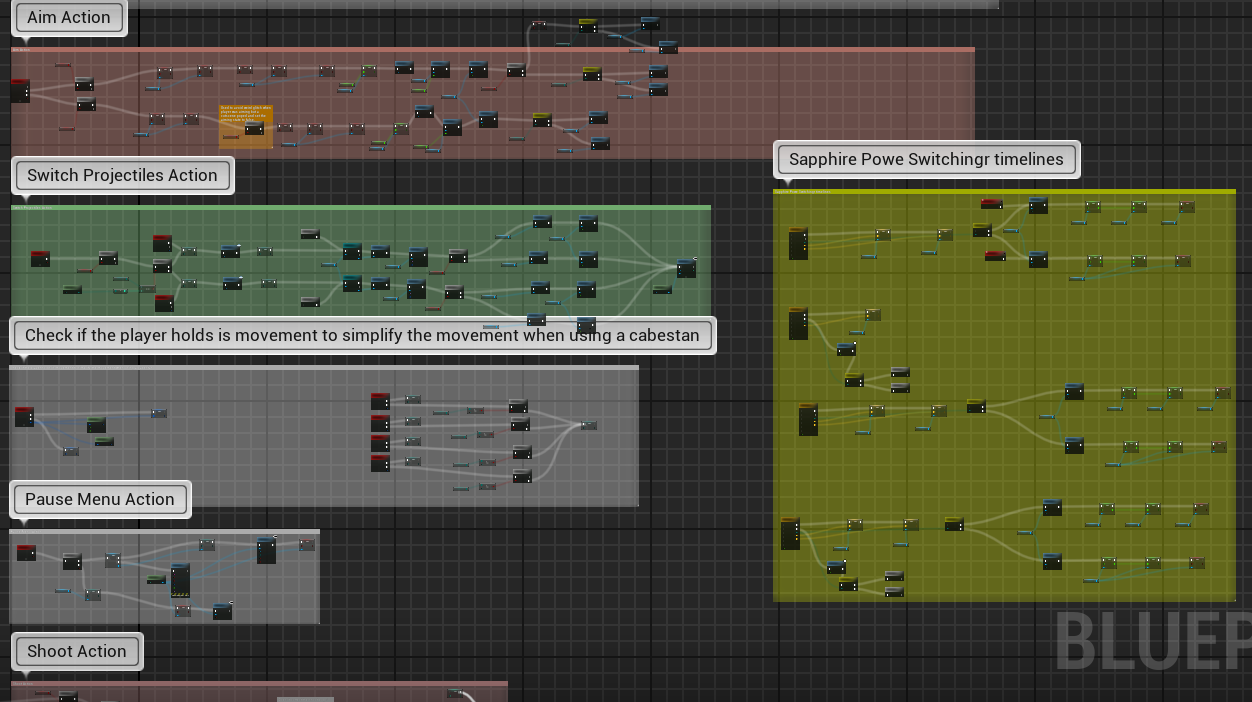 Aim Action
Switch Projectiles Action
Sapphire Powe Switchingr timelines
Check if the player holds is movement to simplify the movement when using a cabestan
Pause Menu Action
Shoot Action
BLUEP